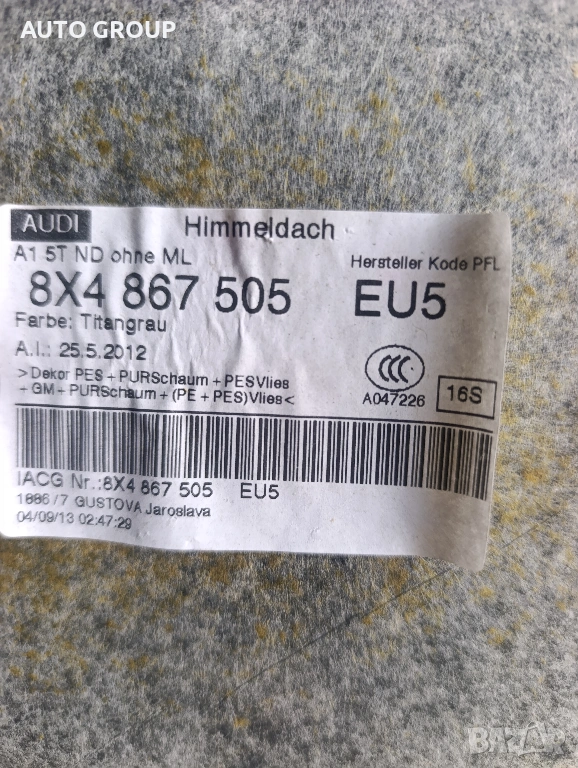 AUTO GROUP
AUDI Himmeldach
A1 5T ND ohne ML
Hersteller Kode PFL
8X4 867 505 EU5
Farbe: Titangrau
A.I.: 25.5.2012
CCC
>Dekor PES+PURSchaum+PESVlies
+GM+PURSchaum+(PE+PES)Vlies<
A047226 16S
IACG Nr.:8X4 867 505 EU5
1886/7 GUSTOVA Jaroslava
04/09/13 02:47:29
BAZAR